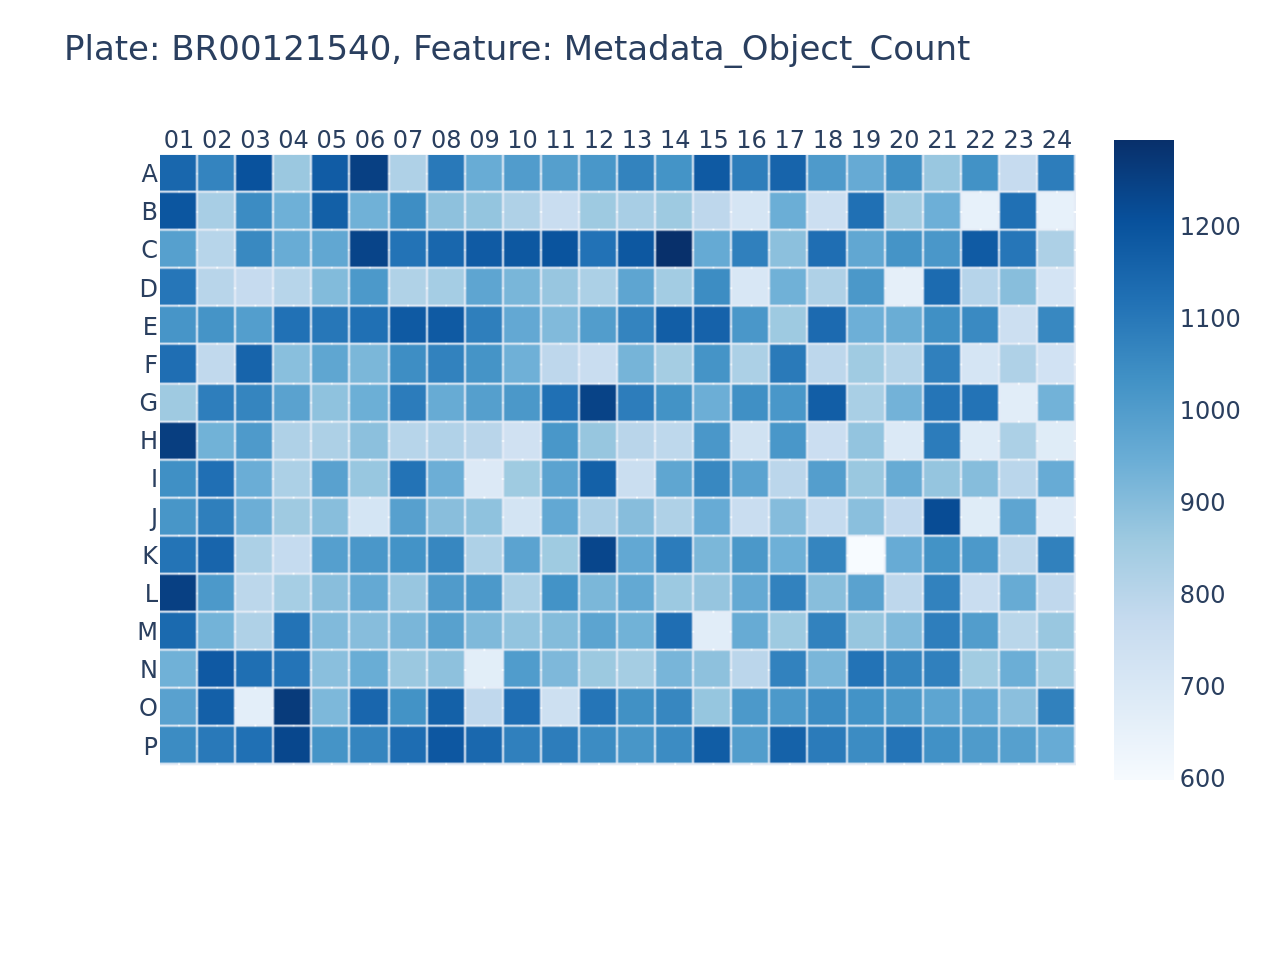 Plate: BR00121540, Feature: Metadata_Object_Count
01 02 03 04 05 06 07 08 09 10 11 12 13 14 15 16 17 18 19 20 21 22 23 24
A
B
C
D
E
F
G
H
I
J
K
L
M
N
O
P
1200
1100
1000
900
800
700
600